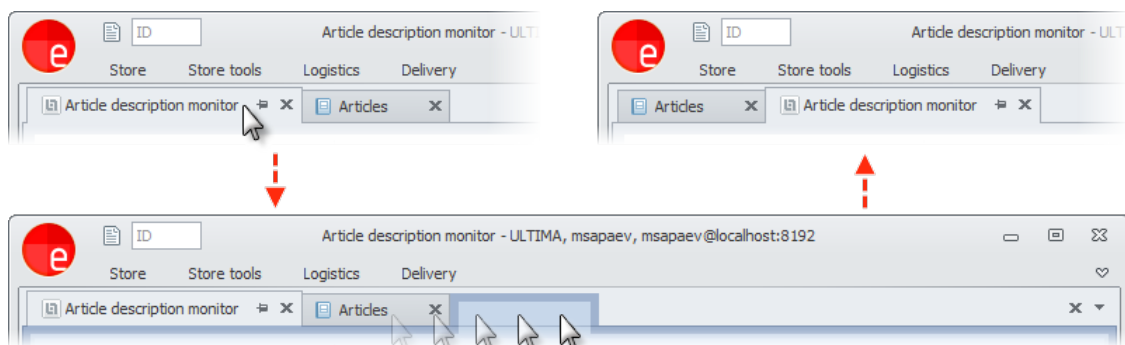 ID Article description monitor - ULT
Store Store tools Logistics Delivery
Article description monitor Articles
ID Article description monitor - ULT
Store Store tools Logistics Delivery
Articles Article description monitor
ID Article description monitor - ULTIMA, msapaev, msapaev@localhost:8192
Store Store tools Logistics Delivery
Article description monitor Articles